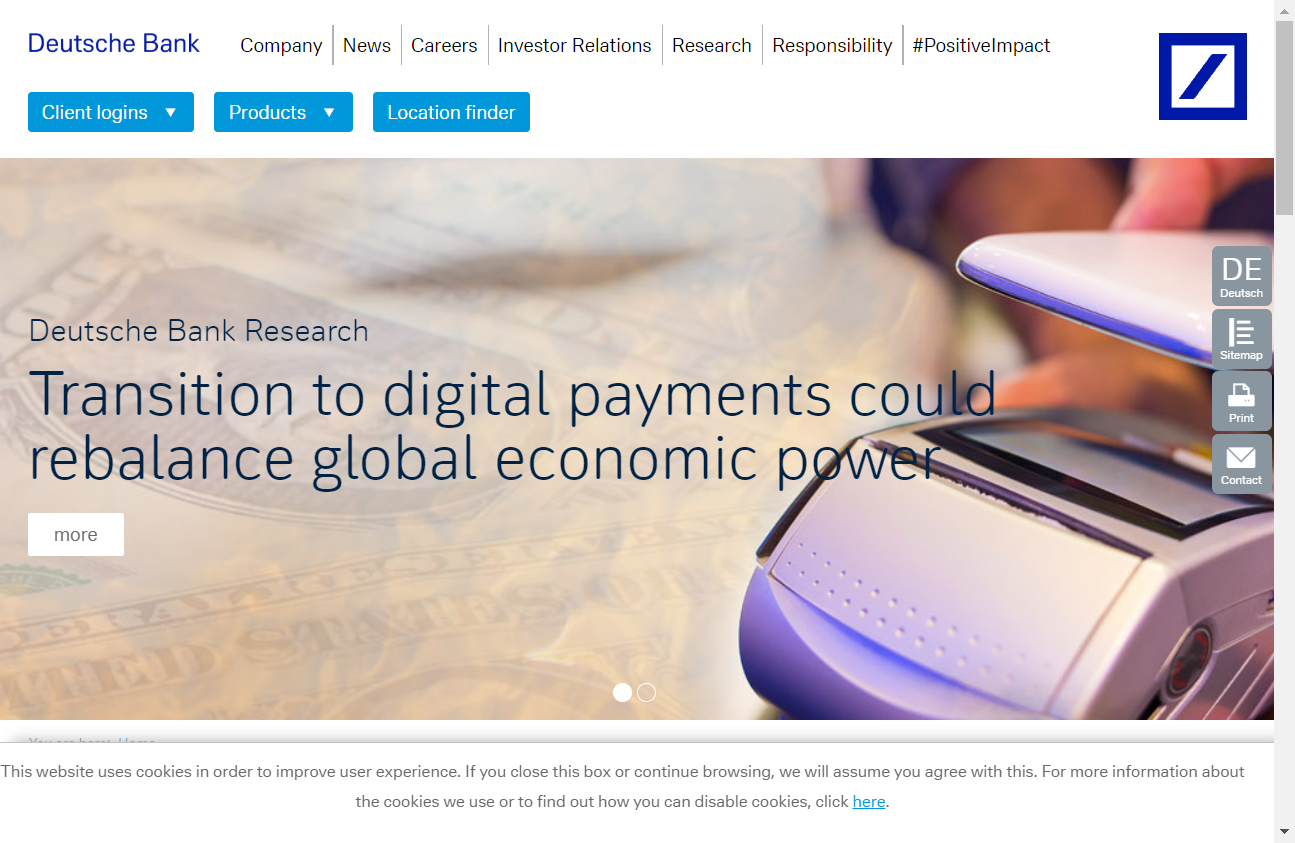 Deutsche Bank
Company
News
Careers
Investor Relations
Research
Responsibility
#PositiveImpact
Client logins ▼
Products ▼
Location finder
Deutsche Bank Research
Transition to digital payments could
rebalance global economic power
more
DE
Deutsch
Sitemap
Print
Contact
You are here: Home
This website uses cookies in order to improve user experience. If you close this box or continue browsing, we will assume you agree with this. For more information about
the cookies we use or to find out how you can disable cookies, click here.